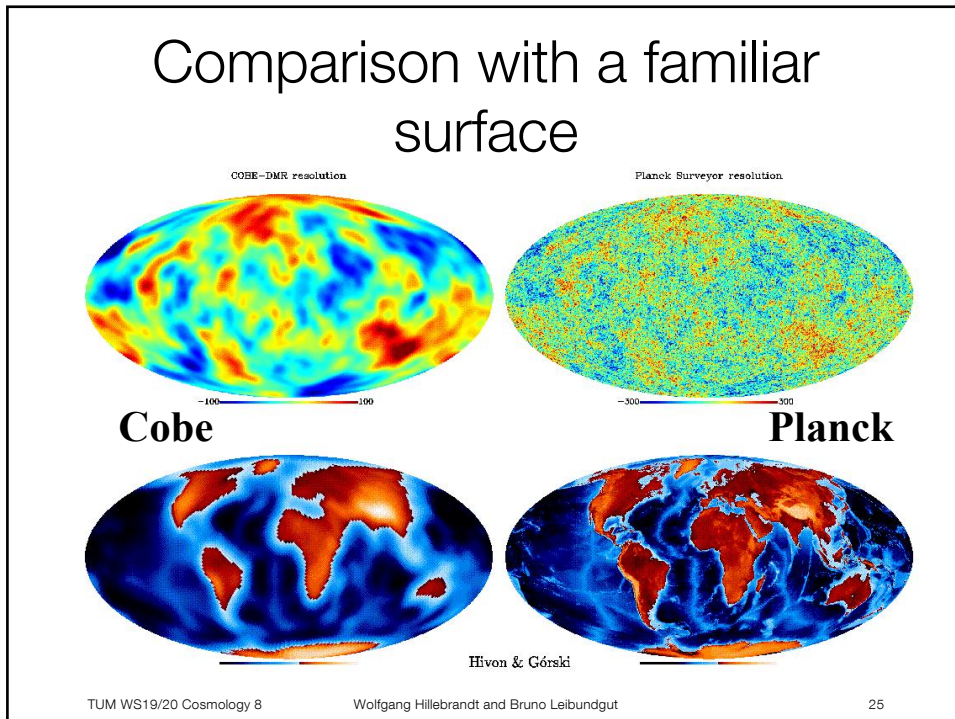 Comparison with a familiar
surface
COBE-DMR resolution
Planck Surveyor resolution
-100 100
-300 300
Cobe
Planck
Hivon & Górski
TUM WS19/20 Cosmology 8
Wolfgang Hillebrandt and Bruno Leibundgut
25